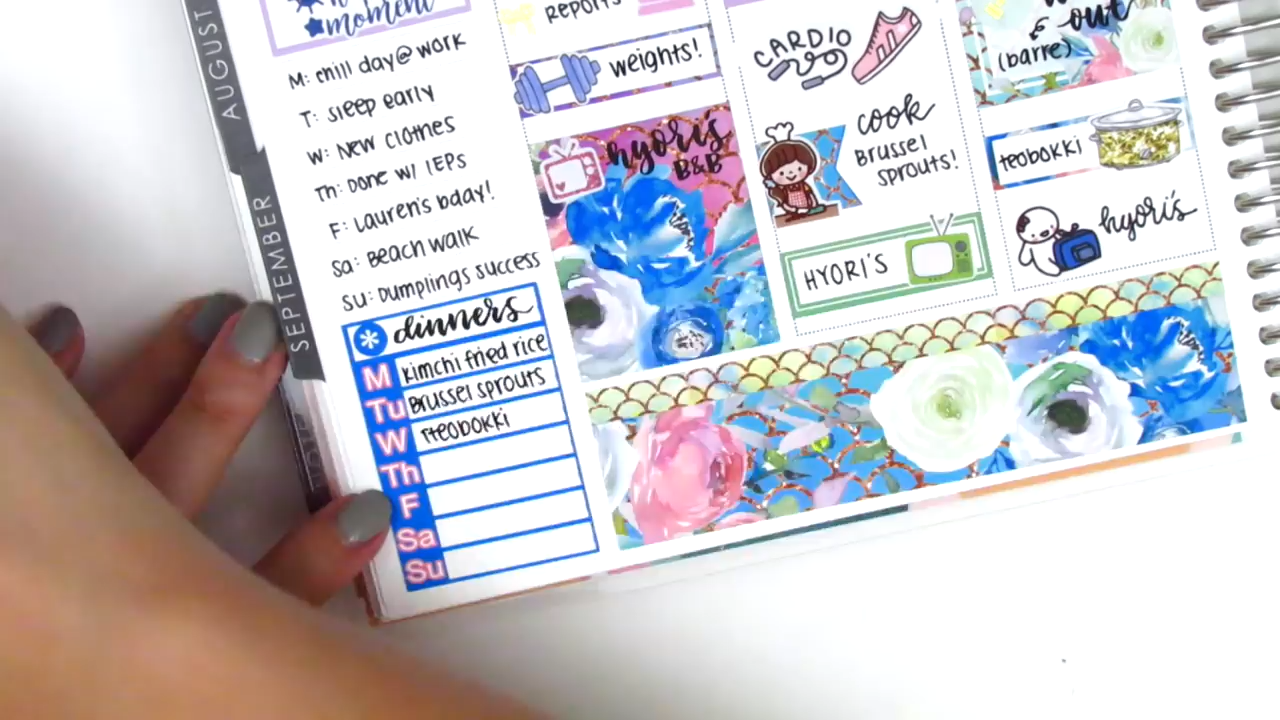 AUGUST
SEPTEMBER
moment
M: chill day @ work
T: sleep early
W: New clothes
Th: Done w/ IEPs
F: Lauren's bday!
Sa: Beach walk
Su: Dumplings success
dinners
M kimchi fried rice
Tu Brussel sprouts
W tteobokki
Th
F
Sa
Su
REPORTS
weights!
hyori's
B&B
CARDIO
cook
Brussel
sprouts!
HYORI'S
out
(barre)
teobokki
hyori's